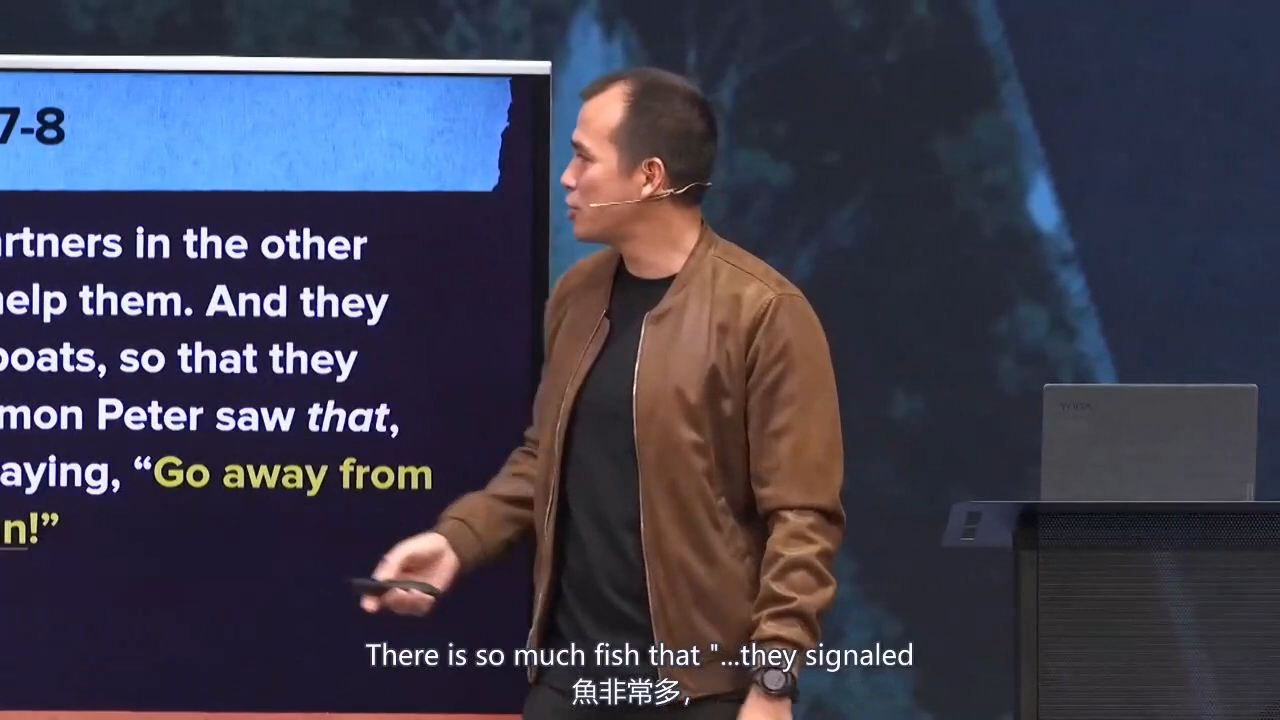 7-8
artners in the other
help them. And they
boats, so that they
mon Peter saw that,
aying, “Go away from
n!”
YOGA
There is so much fish that "...they signaled
魚非常多,